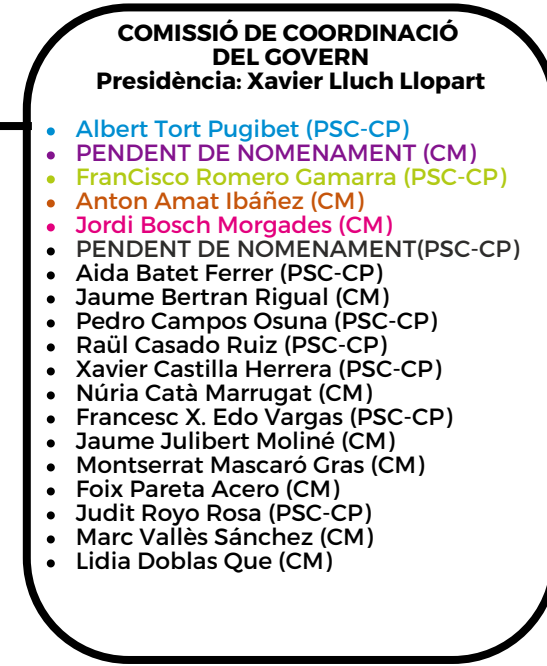 COMISSIÓ DE COORDINACIÓ
DEL GOVERN
Presidència: Xavier Lluch Llopart
• Albert Tort Pugibet (PSC-CP)
• PENDENT DE NOMENAMENT (CM)
• FranCisco Romero Gamarra (PSC-CP)
• Anton Amat Ibáñez (CM)
• Jordi Bosch Morgades (CM)
• PENDENT DE NOMENAMENT(PSC-CP)
• Aida Batet Ferrer (PSC-CP)
• Jaume Bertran Rigual (CM)
• Pedro Campos Osuna (PSC-CP)
• Raül Casado Ruiz (PSC-CP)
• Xavier Castilla Herrera (PSC-CP)
• Núria Catà Marrugat (CM)
• Francesc X. Edo Vargas (PSC-CP)
• Jaume Julibert Moliné (CM)
• Montserrat Mascaró Gras (CM)
• Foix Pareta Acero (CM)
• Judit Royo Rosa (PSC-CP)
• Marc Vallès Sánchez (CM)
• Lidia Doblas Que (CM)